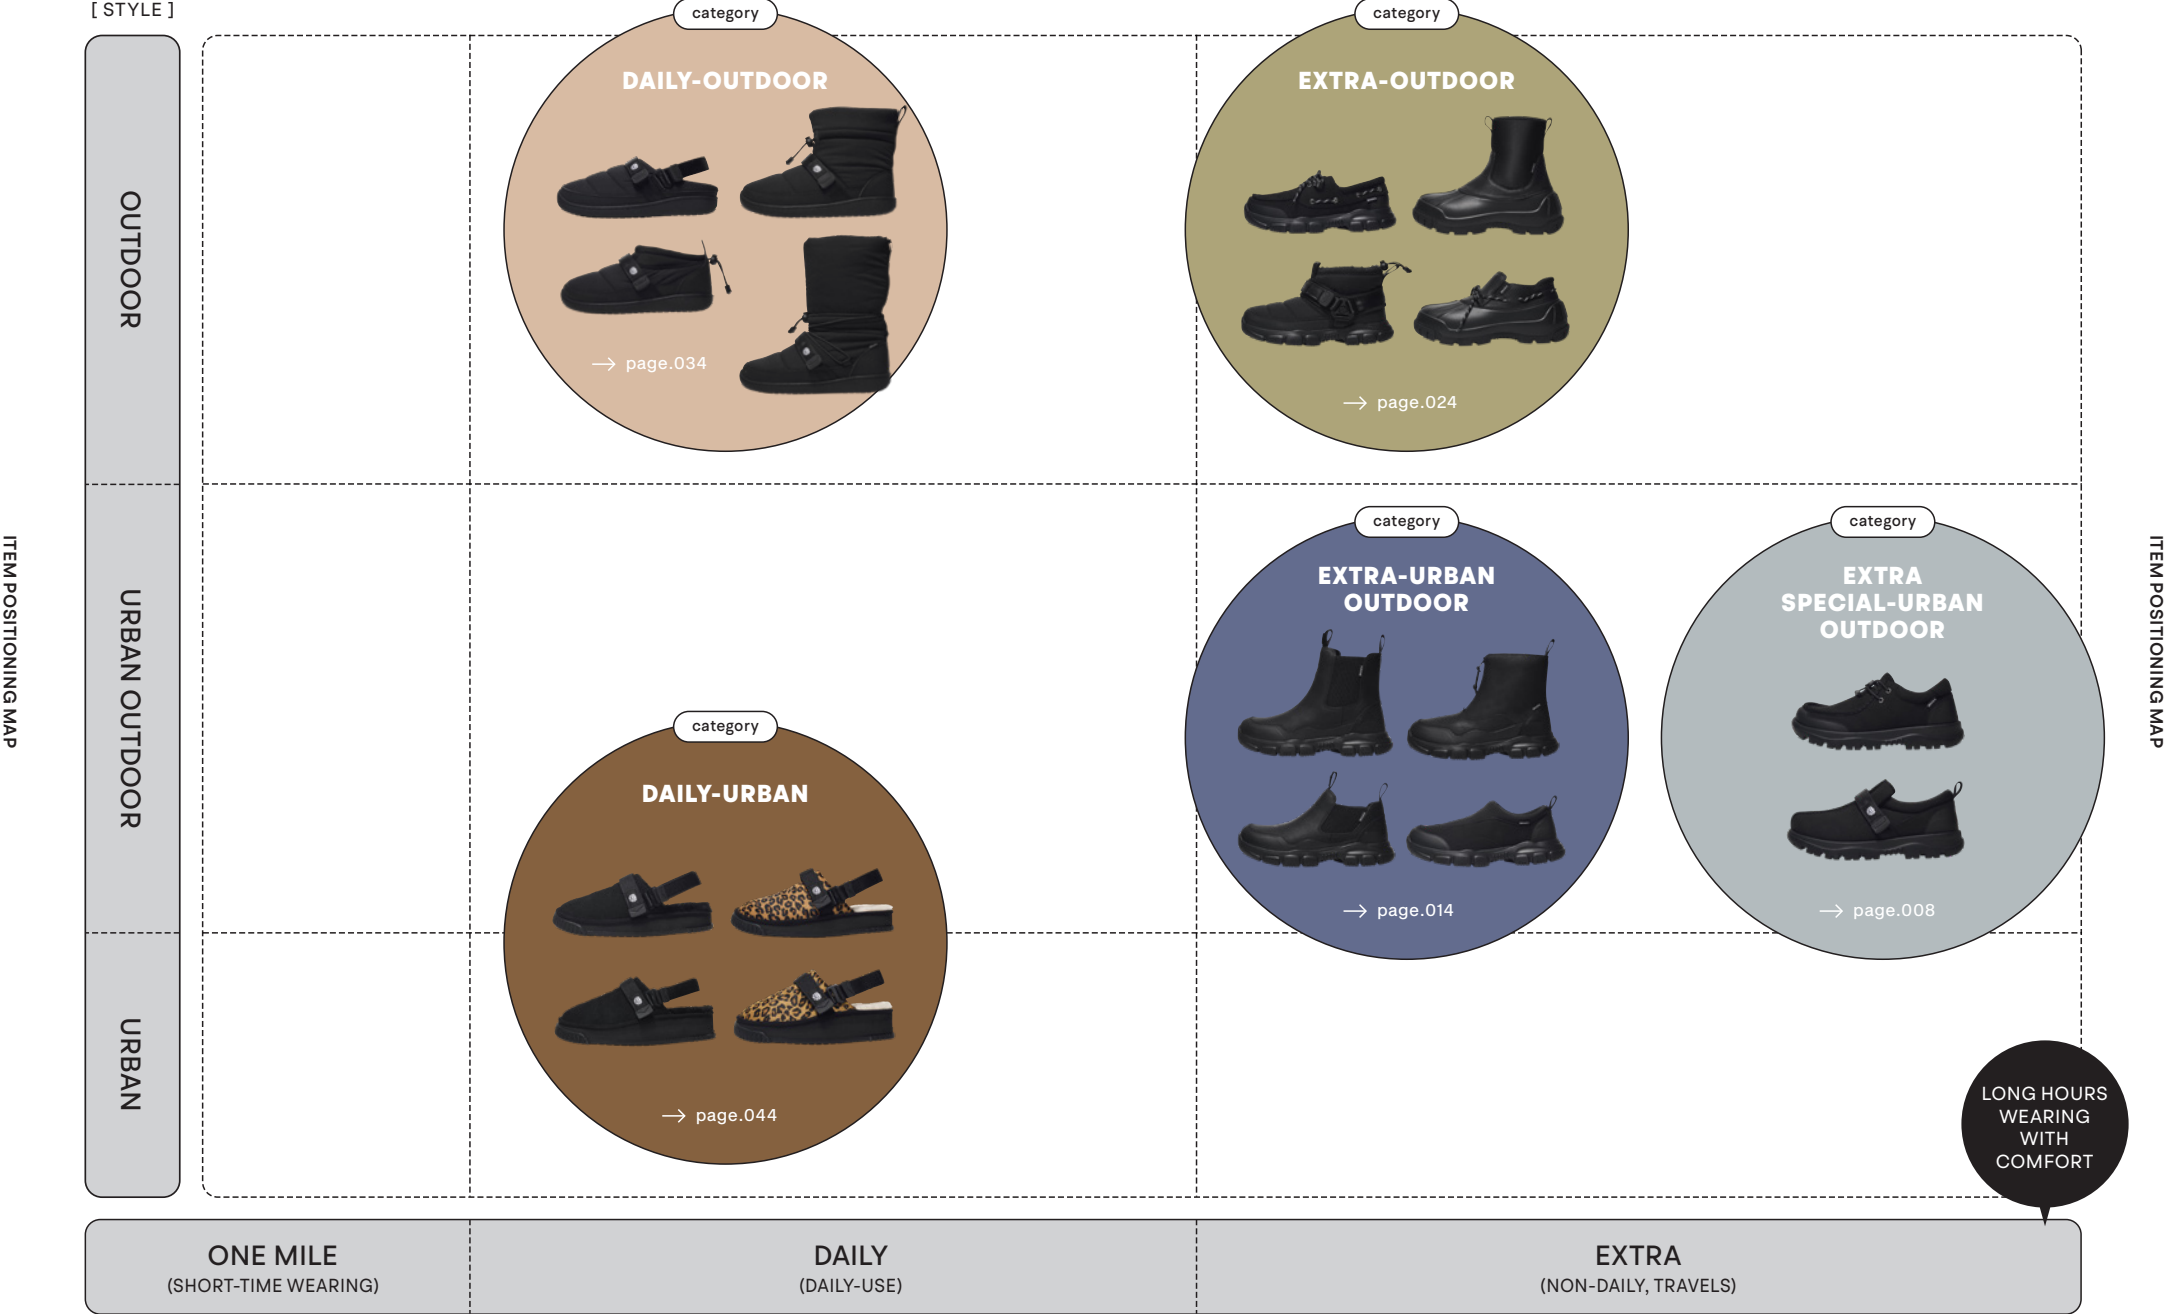 [ STYLE ]
OUTDOOR
URBAN OUTDOOR
URBAN
ITEM POSITIONING MAP
category
DAILY-OUTDOOR
→ page.034
category
EXTRA-OUTDOOR
→ page.024
category
DAILY-URBAN
→ page.044
category
EXTRA-URBAN
OUTDOOR
→ page.014
category
EXTRA
SPECIAL-URBAN
OUTDOOR
→ page.008
ITEM POSITIONING MAP
LONG HOURS
WEARING
WITH
COMFORT
ONE MILE
(SHORT-TIME WEARING)
DAILY
(DAILY-USE)
EXTRA
(NON-DAILY, TRAVELS)